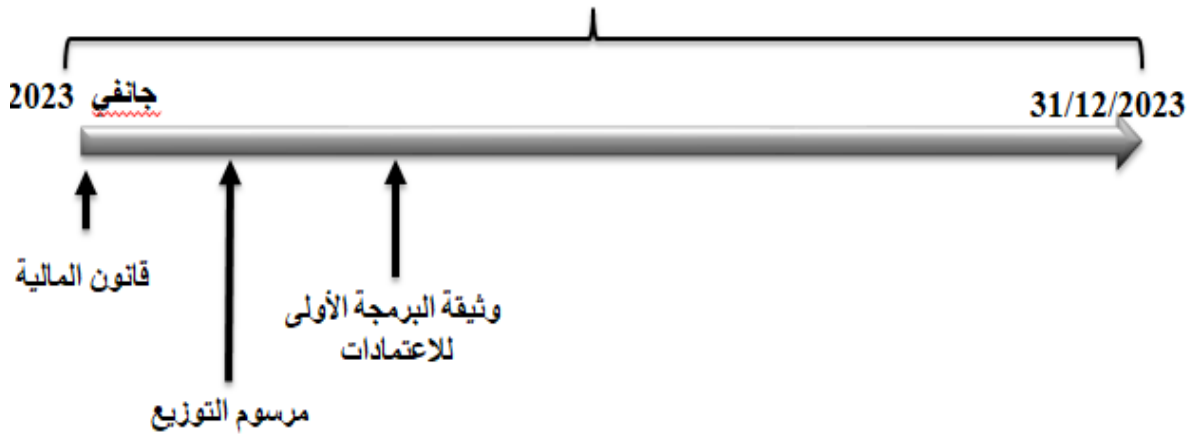 جانفي 2023
31/12/2023
قانون المالية
وثيقة البرمجة الأولى
للاعتمادات
مرسوم التوزيع